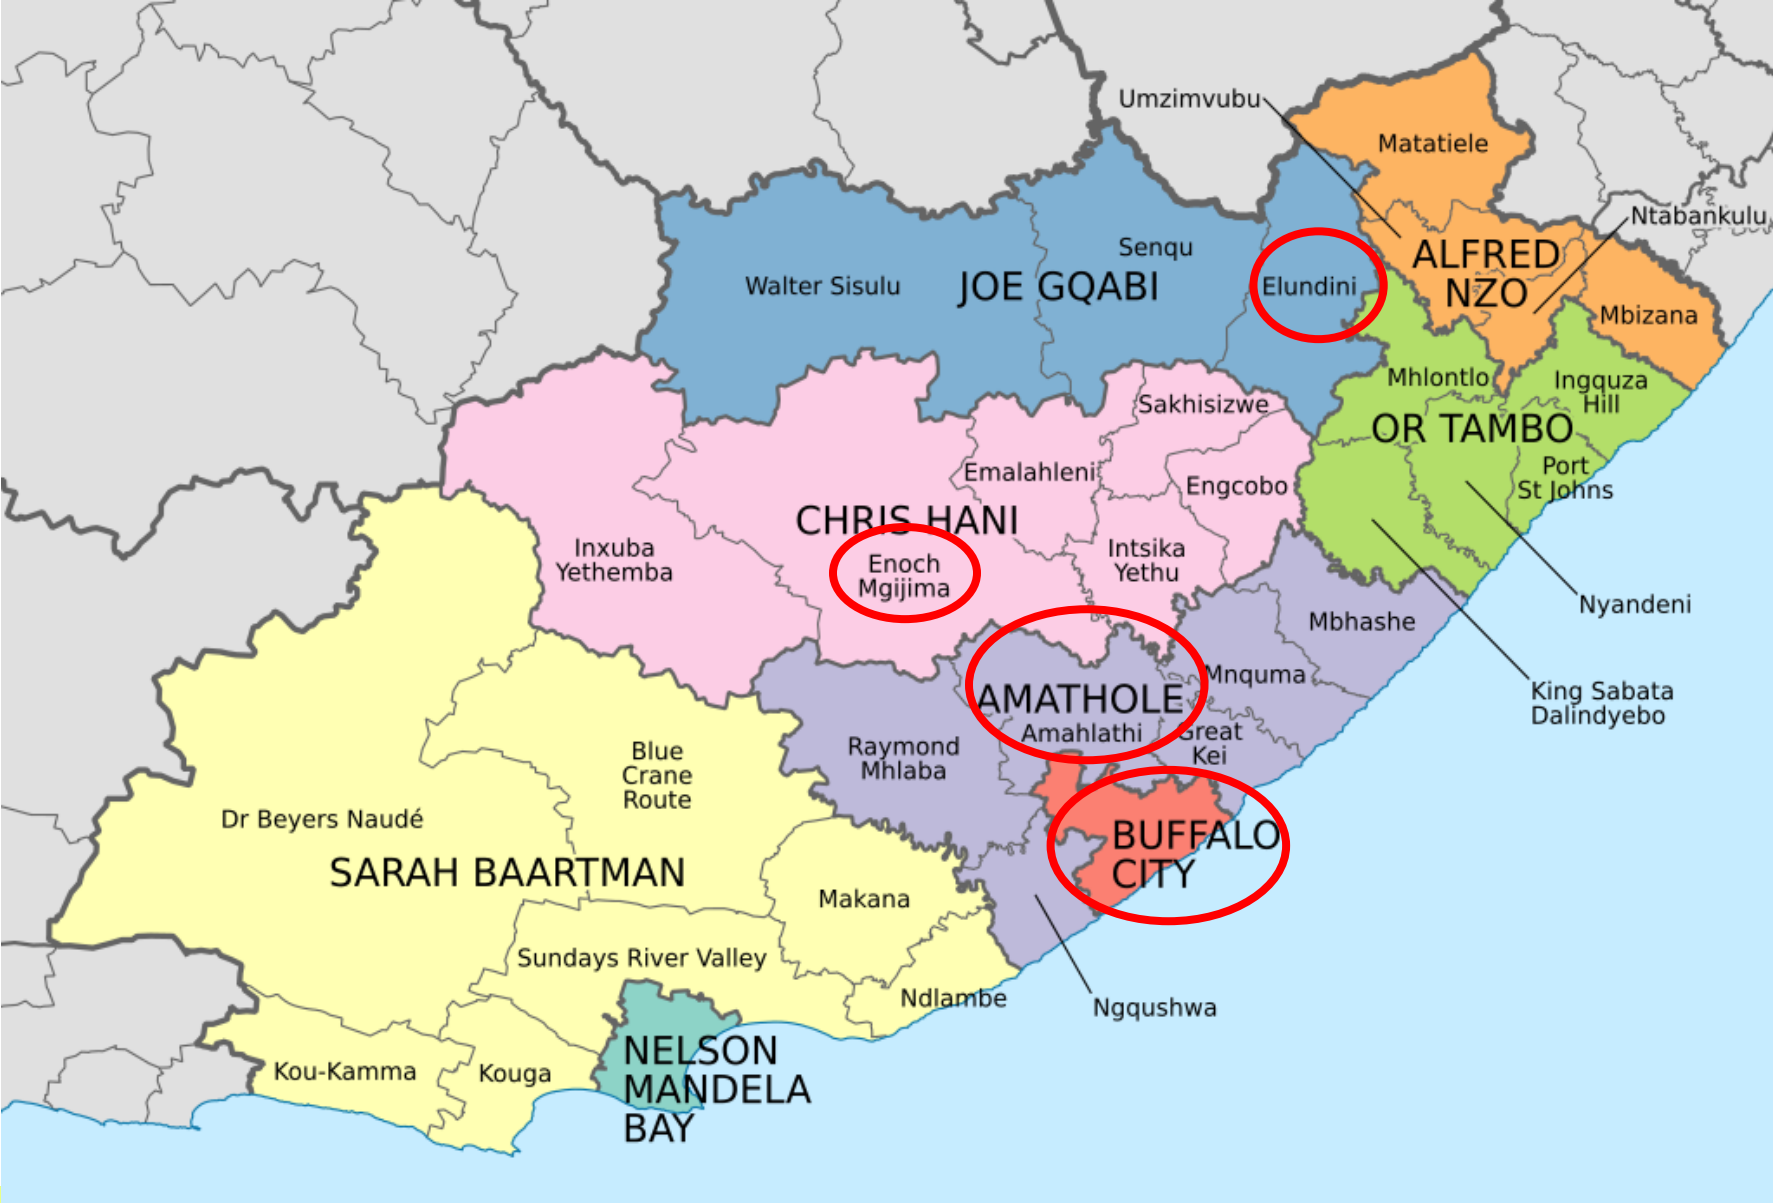 Umzimvubu
Matatiele
Ntabankulu
Senqu
ALFRED
NZO
Walter Sisulu
JOE GQABI
Elundini
Mbizana
Mhlontlo
Ingquza
Hill
Sakhisizwe
OR TAMBO
Emalahleni
Engcobo
Port
St Johns
CHRIS HANI
Inxuba
Yethemba
Enoch
Mgijima
Intsika
Yethu
Nyandeni
Mbhashe
Mnquma
King Sabata
Dalindyebo
AMATHOLE
Amahlathi
Great
Kei
Raymond
Mhlaba
Blue
Crane
Route
Dr Beyers Naudé
BUFFALO
CITY
SARAH BAARTMAN
Makana
Sundays River Valley
Ndlambe
Ngqushwa
NELSON
MANDELA
BAY
Kou-Kamma
Kouga